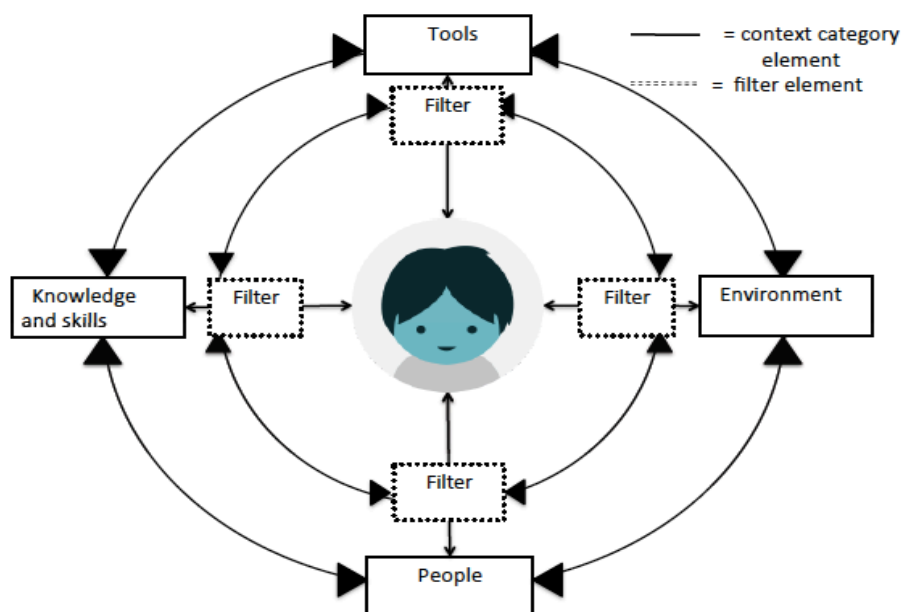 Tools
= context category
element
= filter element
Filter
Knowledge
and skills
Filter
Filter
Environment
Filter
People